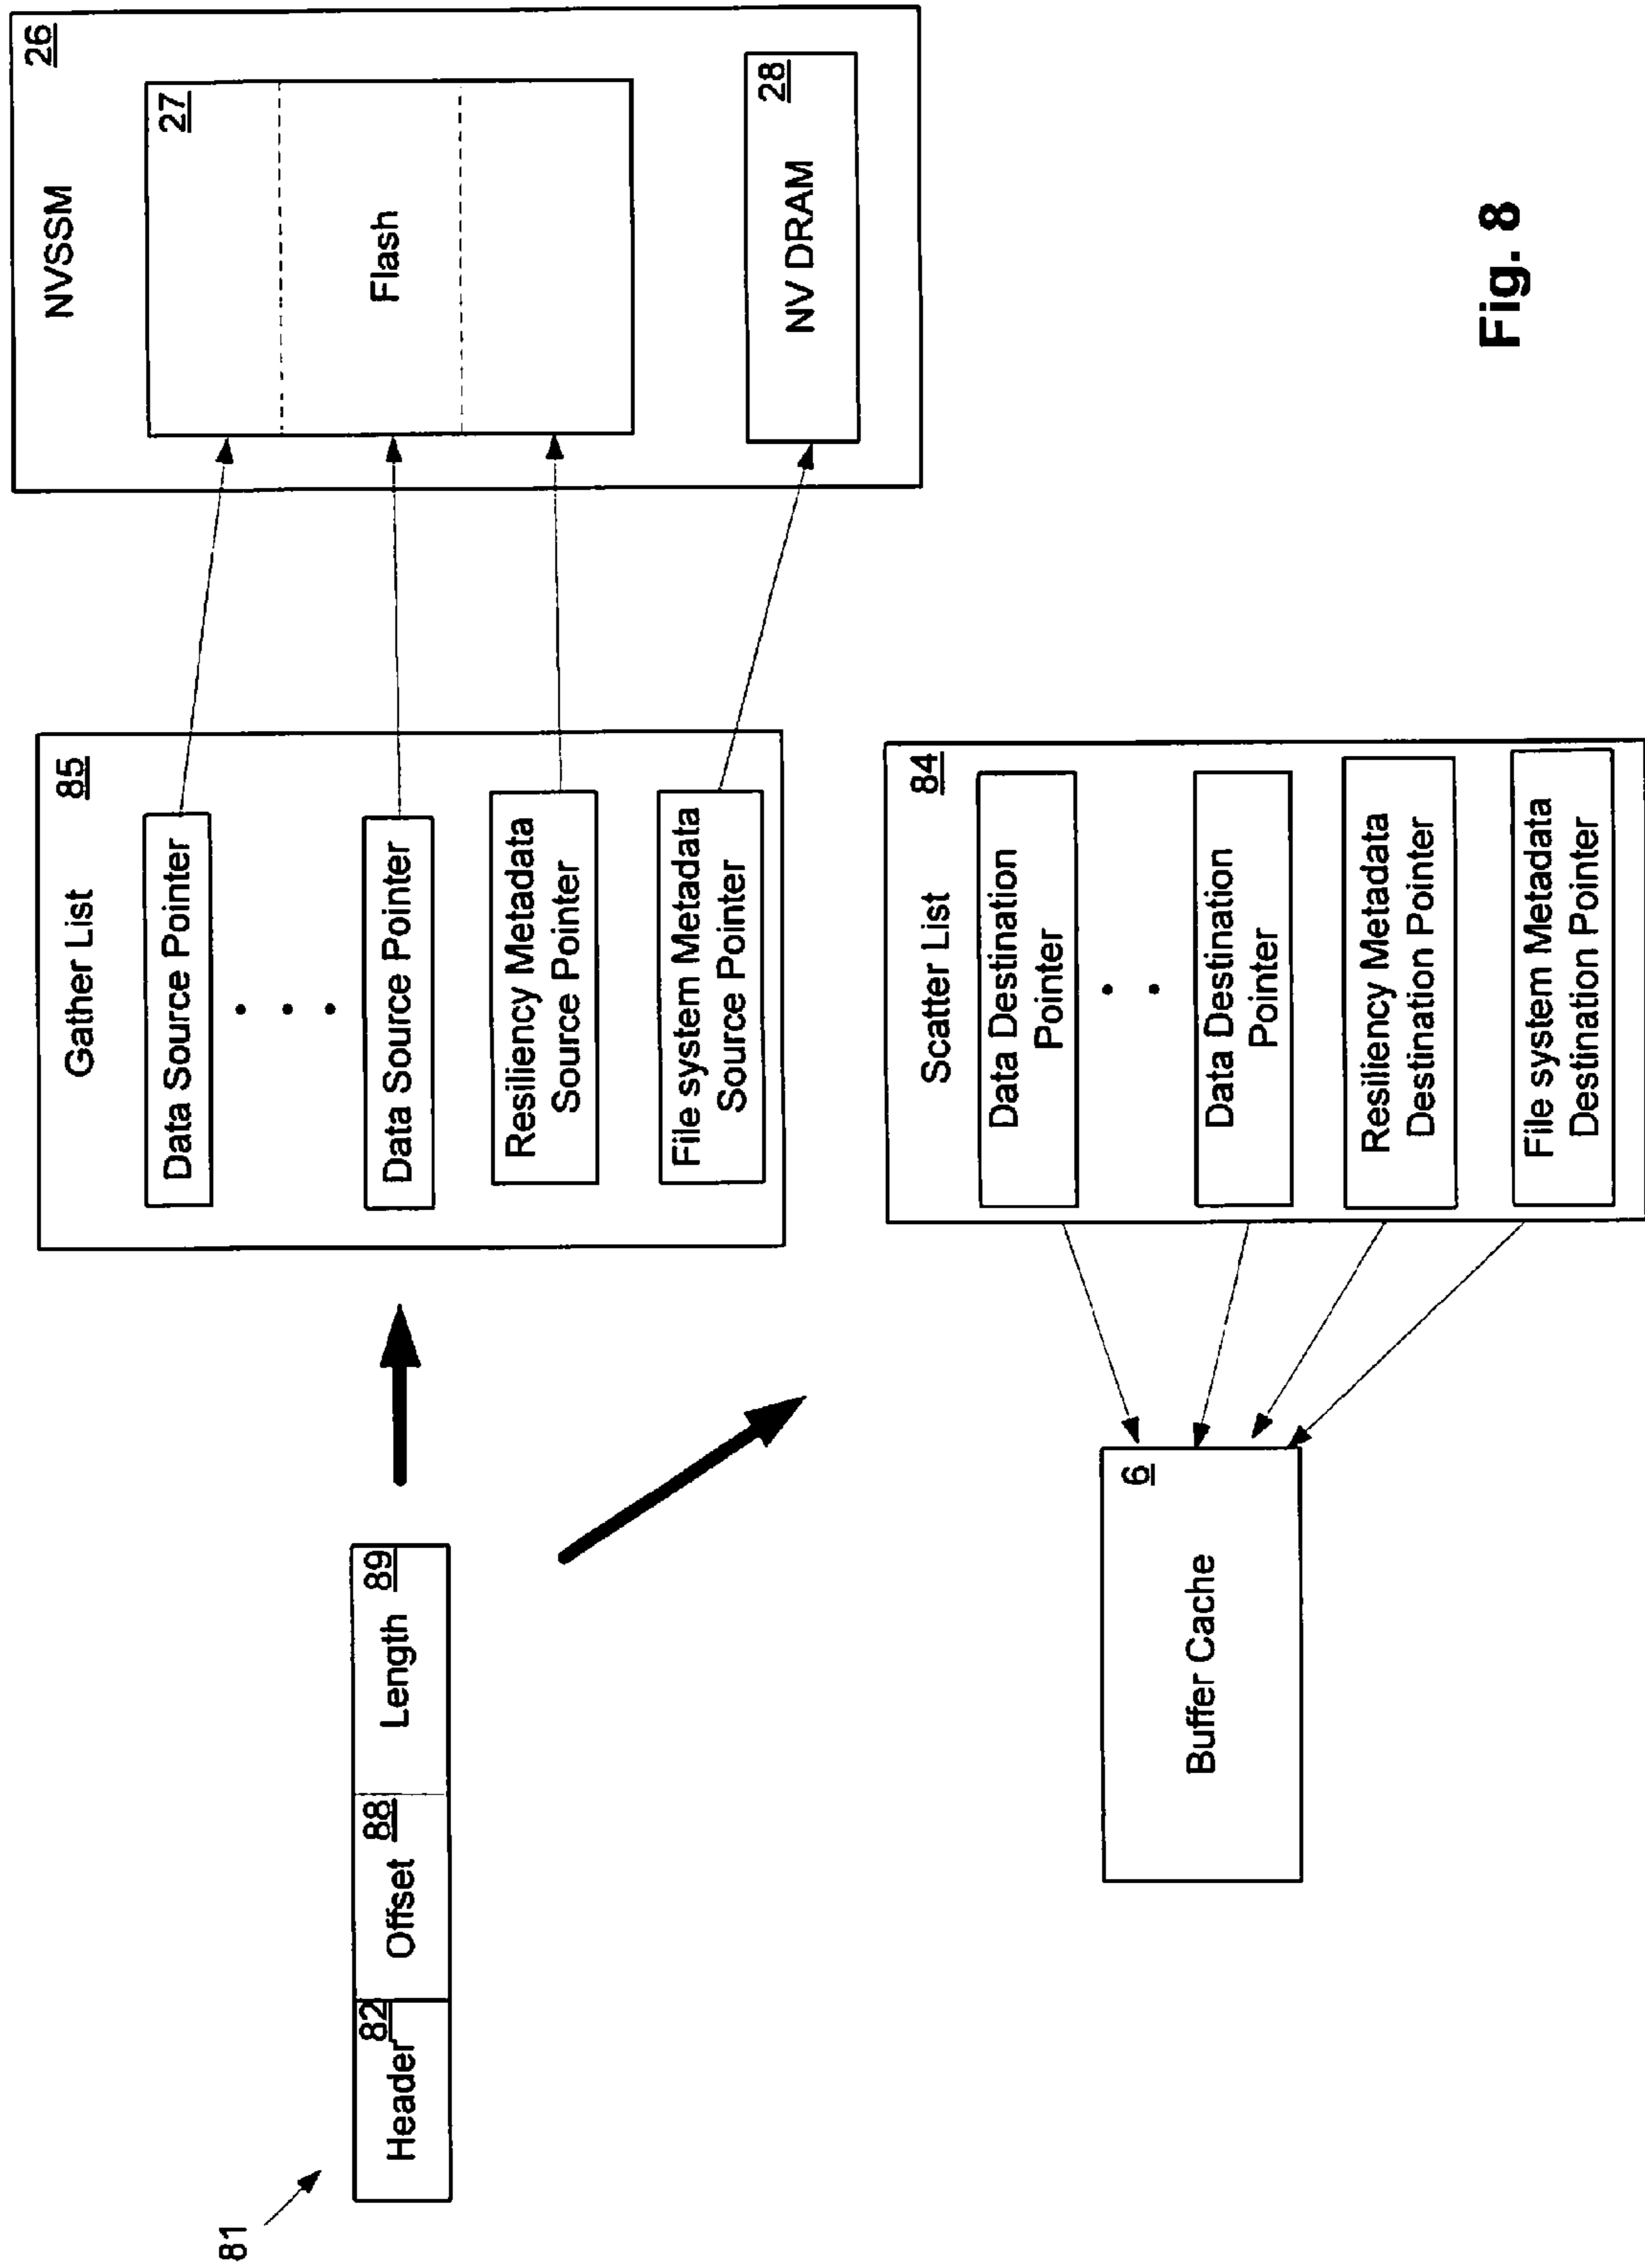 81
Header
82
Offset
88
Length
89
Gather List
85
Data Source Pointer
Data Source Pointer
Resiliency Metadata
Source Pointer
File system Metadata
Source Pointer
NVSSM
26
27
Flash
28
NV DRAM
Buffer Cache
6
Scatter List
84
Data Destination
Pointer
Data Destination
Pointer
Resiliency Metadata
Destination Pointer
File system Metadata
Destination Pointer
Fig. 8